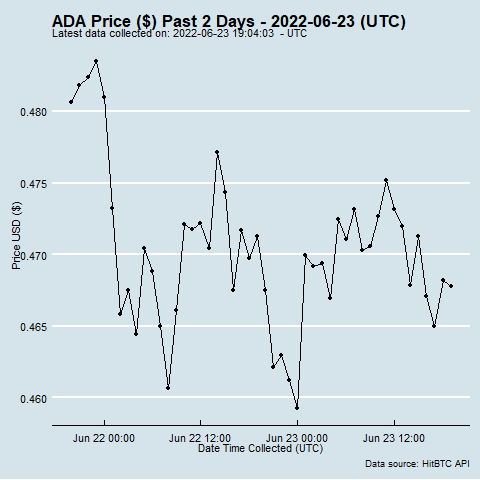 ADA Price ($) Past 2 Days - 2022-06-23 (UTC)
Latest data collected on: 2022-06-23 19:04:03 - UTC
0.480
0.475
0.470
0.465
0.460
Price USD ($)
Jun 22 00:00 Jun 22 12:00 Jun 23 00:00 Jun 23 12:00
Date Time Collected (UTC)
Data source: HitBTC API